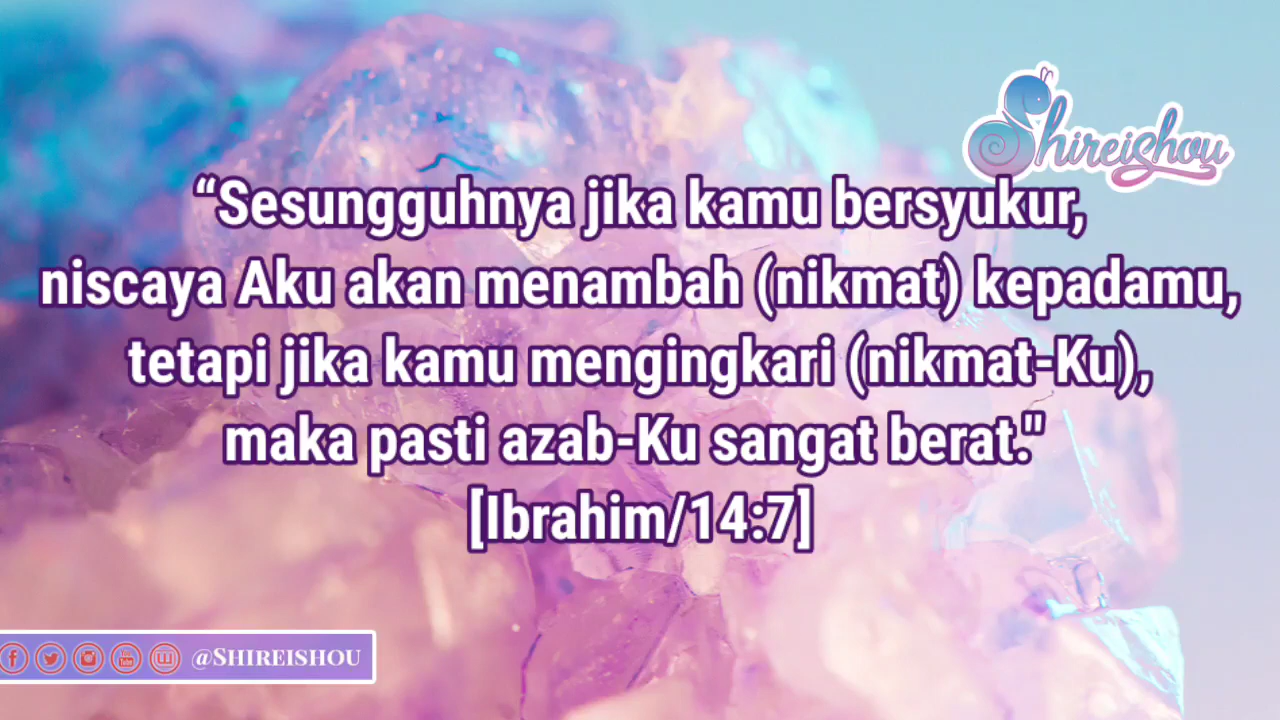 Shireishou
“Sesungguhnya jika kamu bersyukur,
niscaya Aku akan menambah (nikmat) kepadamu,
tetapi jika kamu mengingkari (nikmat-Ku),
maka pasti azab-Ku sangat berat."
[Ibrahim/14:7]
@SHIREISHOU